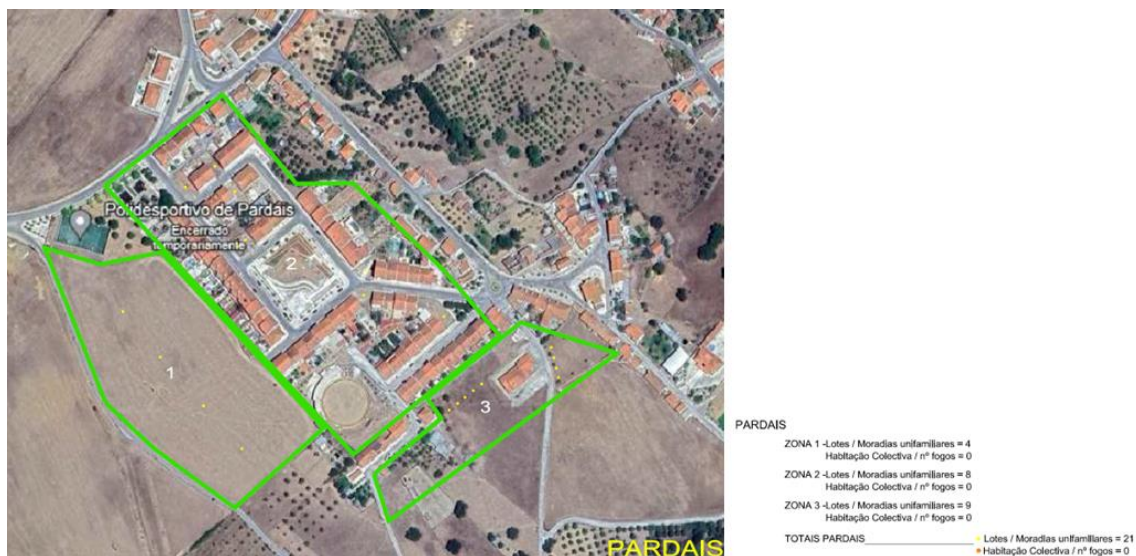 Polidesportivo de Pardais
Encerrado
temporariamente
2
1
3
PARDAIS
PARDAIS
ZONA 1 -Lotes / Moradias unifamiliares = 4
Habitação Colectiva / nº fogos = 0
ZONA 2 -Lotes / Moradias unifamiliares = 8
Habitação Colectiva / nº fogos = 0
ZONA 3 -Lotes / Moradias unifamiliares = 9
Habitação Colectiva / nº fogos = 0
TOTAIS PARDAIS Lotes / Moradias unifamiliares = 21
Habitação Colectiva / nº fogos = 0